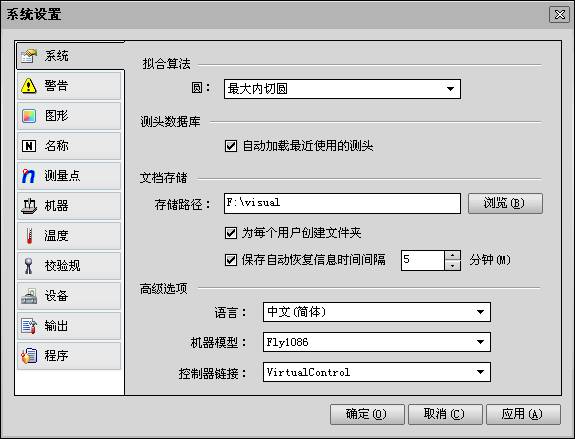 系统设置
系统
警告
图形
N 名称
n 测量点
机器
温度
校验规
设备
输出
程序
拟合算法
圆： 最大内切圆
测头数据库
自动加载最近使用的测头
文档存储
存储路径： F:\visual 浏览(B)
为每个用户创建文件夹
保存自动恢复信息时间间隔 5 分钟(M)
高级选项
语言： 中文(简体)
机器模型： Fly1086
控制器链接： VirtualControl
确定(O) 取消(C) 应用(A)